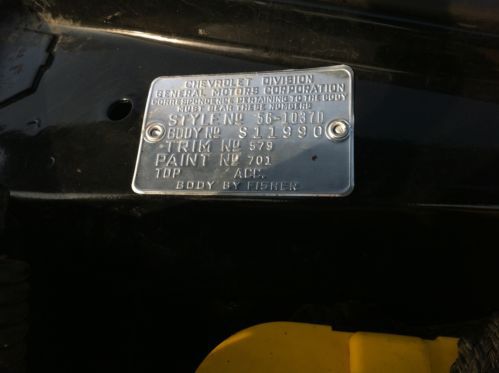 CHEVROLET DIVISION
GENERAL MOTORS CORPORATION
CORRESPONDENCE PERTAINING TO THE BODY
MUST BEAR THESE NUMBERS
STYLE Nº 56-1037D
BODY Nº S11990
TRIM Nº 579
PAINT Nº 701
TOP ACC.
BODY BY FISHER